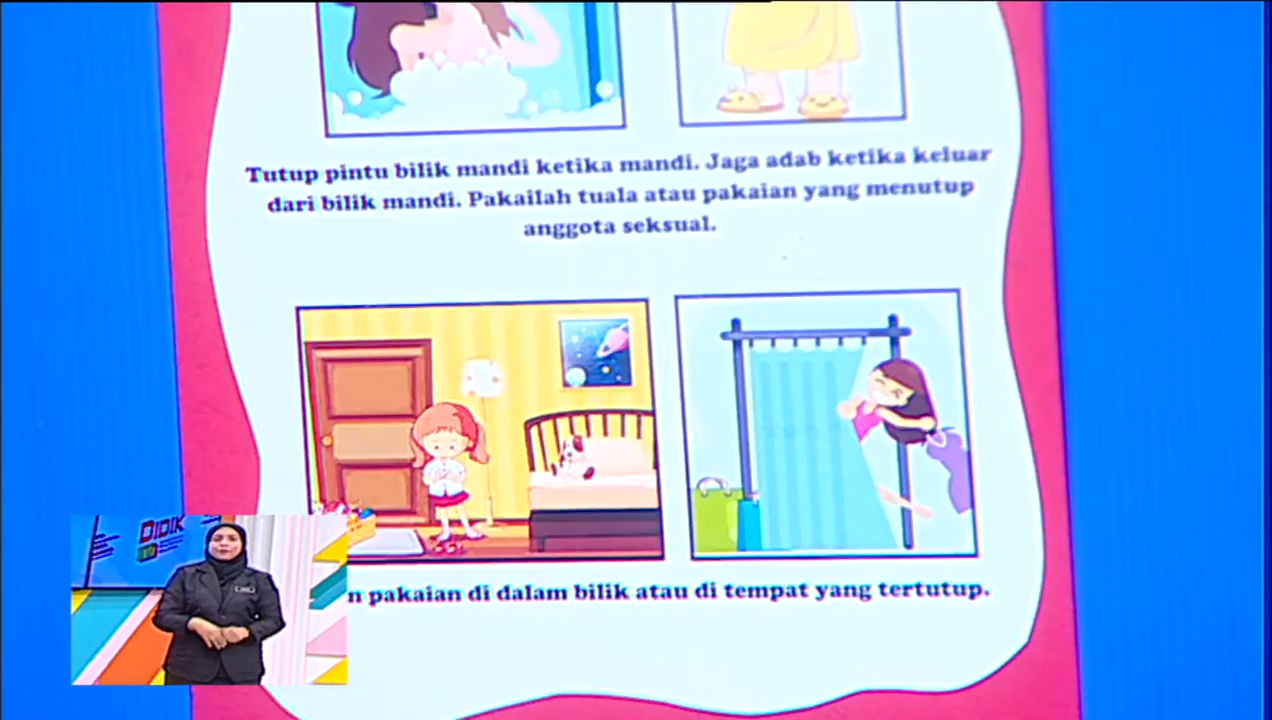 Tutup pintu bilik mandi ketika mandi. Jaga adab ketika keluar
dari bilik mandi. Pakailah tuala atau pakaian yang menutup
anggota seksual.
n pakaian di dalam bilik atau di tempat yang tertutup.
DIDIK